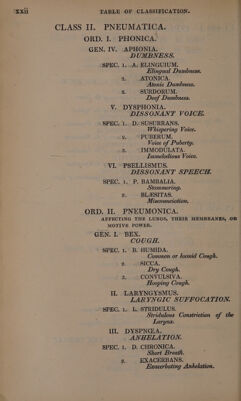 xxii TABLE OF CLASSIFICATION.
CLASS II. PNEUMATICA.
ORD. I. PHONICA.
GEN. IV. APHONIA.
DUMBNESS.
SPEC. 1. A. ELINGUIUM.
Elingual Dumbness.
2. ATONICA.
Atonic Dumbness.
3. SURDORUM.
Deaf Dumbness.
V. DYSPHONIA.
DISSONANT VOICE.
SPEC. 1. D. SUSURRANS.
Whispering Voice.
2. PUBERUM.
Voice of Puberty.
3. IMMODULATA.
Immelodious Voice.
VI. PSELLISMUS.
DISSONANT SPEECH.
SPEC. 1. P. BAMBALIA.
Stammering.
2. BLÆSITAS.
Misenunciation.
ORD. II. PNEUMONICA.
AFFECTING THE LUNGS, THEIR MEMBRANES, OR
MOTIVE POWER.
GEN. I. BEX.
COUGH.
SPEC. 1. B. HUMIDA.
Common or humid Cough.
2. SICCA.
Dry Cough.
3. CONVULSIVA.
Hooping Cough.
II. LARYNGYSMUS.
LARYNGIC SUFFOCATION.
SPEC. 1. L. STRIDULUS.
Stridulous Constriction of the
Larynx.
III. DYSPNŒA.
ANHELATION.
SPEC. 1. D. CHRONICA.
Short Breath.
2. EXACERBANS.
Exacerbating Anhelation.